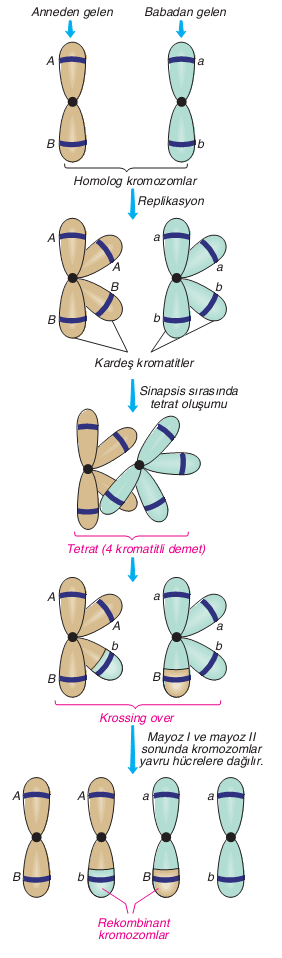 Anneden gelen Babadan gelen
A a
B b
Homolog kromozomlar
Replikasyon
A a
A a
B b
B b
Kardeş kromatitler
Sinapsis sırasında
tetrat oluşumu
Tetrat (4 kromatitli demet)
A a
A a
b b
B B
Krossing over
Mayoz I ve mayoz II
sonunda kromozomlar
yavru hücrelere dağılır.
A A a a
B b B b
Rekombinant
kromozomlar